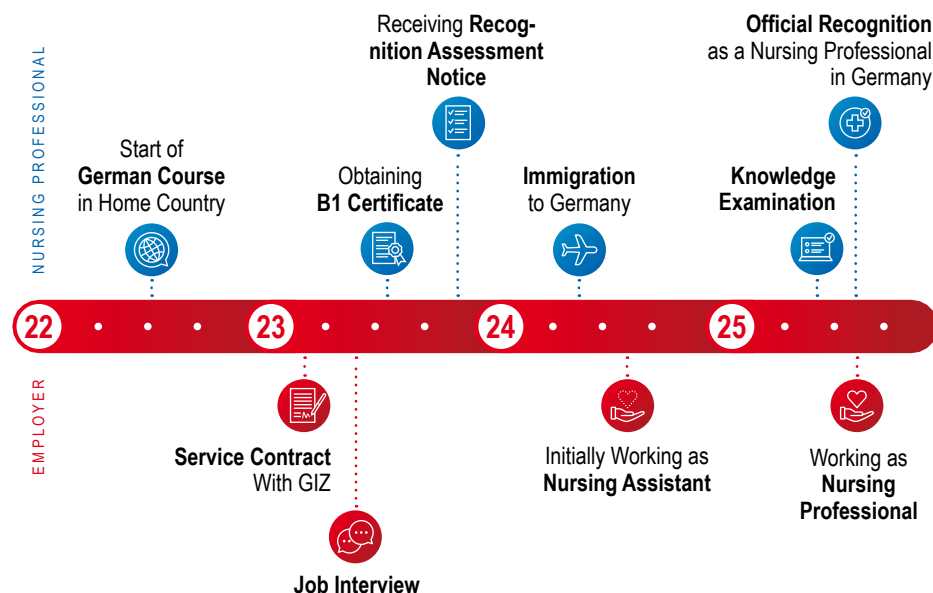 NURSING PROFESSIONAL
Start of
German Course
in Home Country
Obtaining
B1 Certificate
Receiving Recog-
nition Assessment
Notice
Immigration
to Germany
Knowledge
Examination
Official Recognition
as a Nursing Professional
in Germany
22
23
24
25
EMPLOYER
Service Contract
With GIZ
Job Interview
Initially Working as
Nursing Assistant
Working as
Nursing
Professional